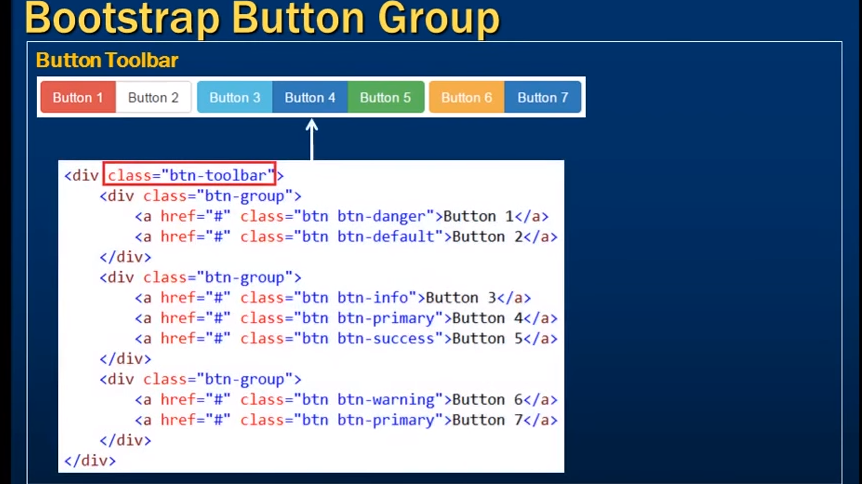 Bootstrap Button Group
Button Toolbar
Button 1 Button 2 Button 3 Button 4 Button 5 Button 6 Button 7
<div class="btn-toolbar">
    <div class="btn-group">
        <a href="#" class="btn btn-danger">Button 1</a>
        <a href="#" class="btn btn-default">Button 2</a>
    </div>
    <div class="btn-group">
        <a href="#" class="btn btn-info">Button 3</a>
        <a href="#" class="btn btn-primary">Button 4</a>
        <a href="#" class="btn btn-success">Button 5</a>
    </div>
    <div class="btn-group">
        <a href="#" class="btn btn-warning">Button 6</a>
        <a href="#" class="btn btn-primary">Button 7</a>
    </div>
</div>